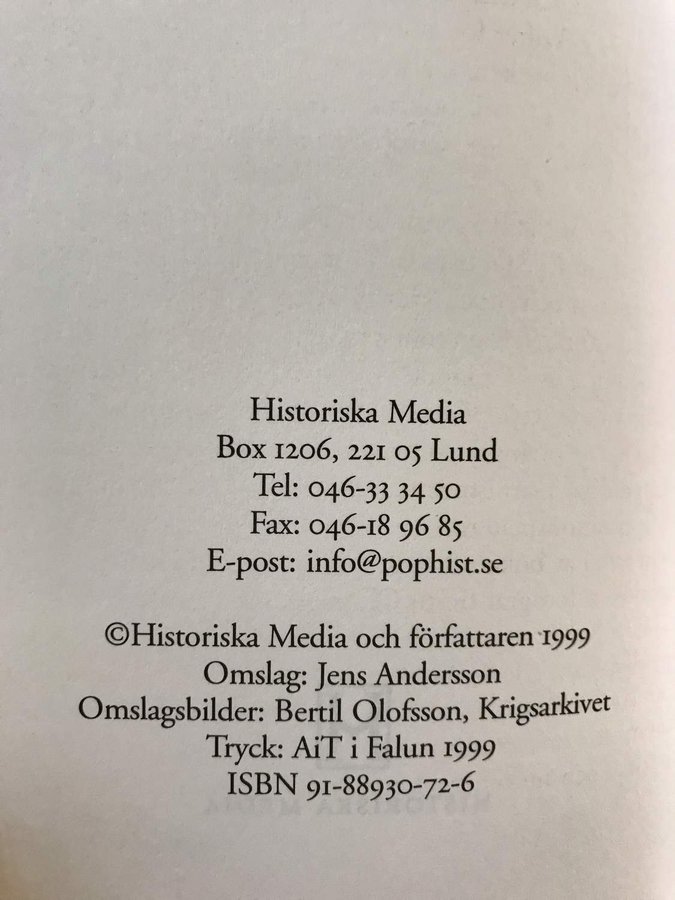 Historiska Media
Box 1206, 221 05 Lund
Tel: 046-33 34 50
Fax: 046-18 96 85
E-post: info@pophist.se
©Historiska Media och författaren 1999
Omslag: Jens Andersson
Omslagsbilder: Bertil Olofsson, Krigsarkivet
Tryck: AiT i Falun 1999
ISBN 91-88930-72-6